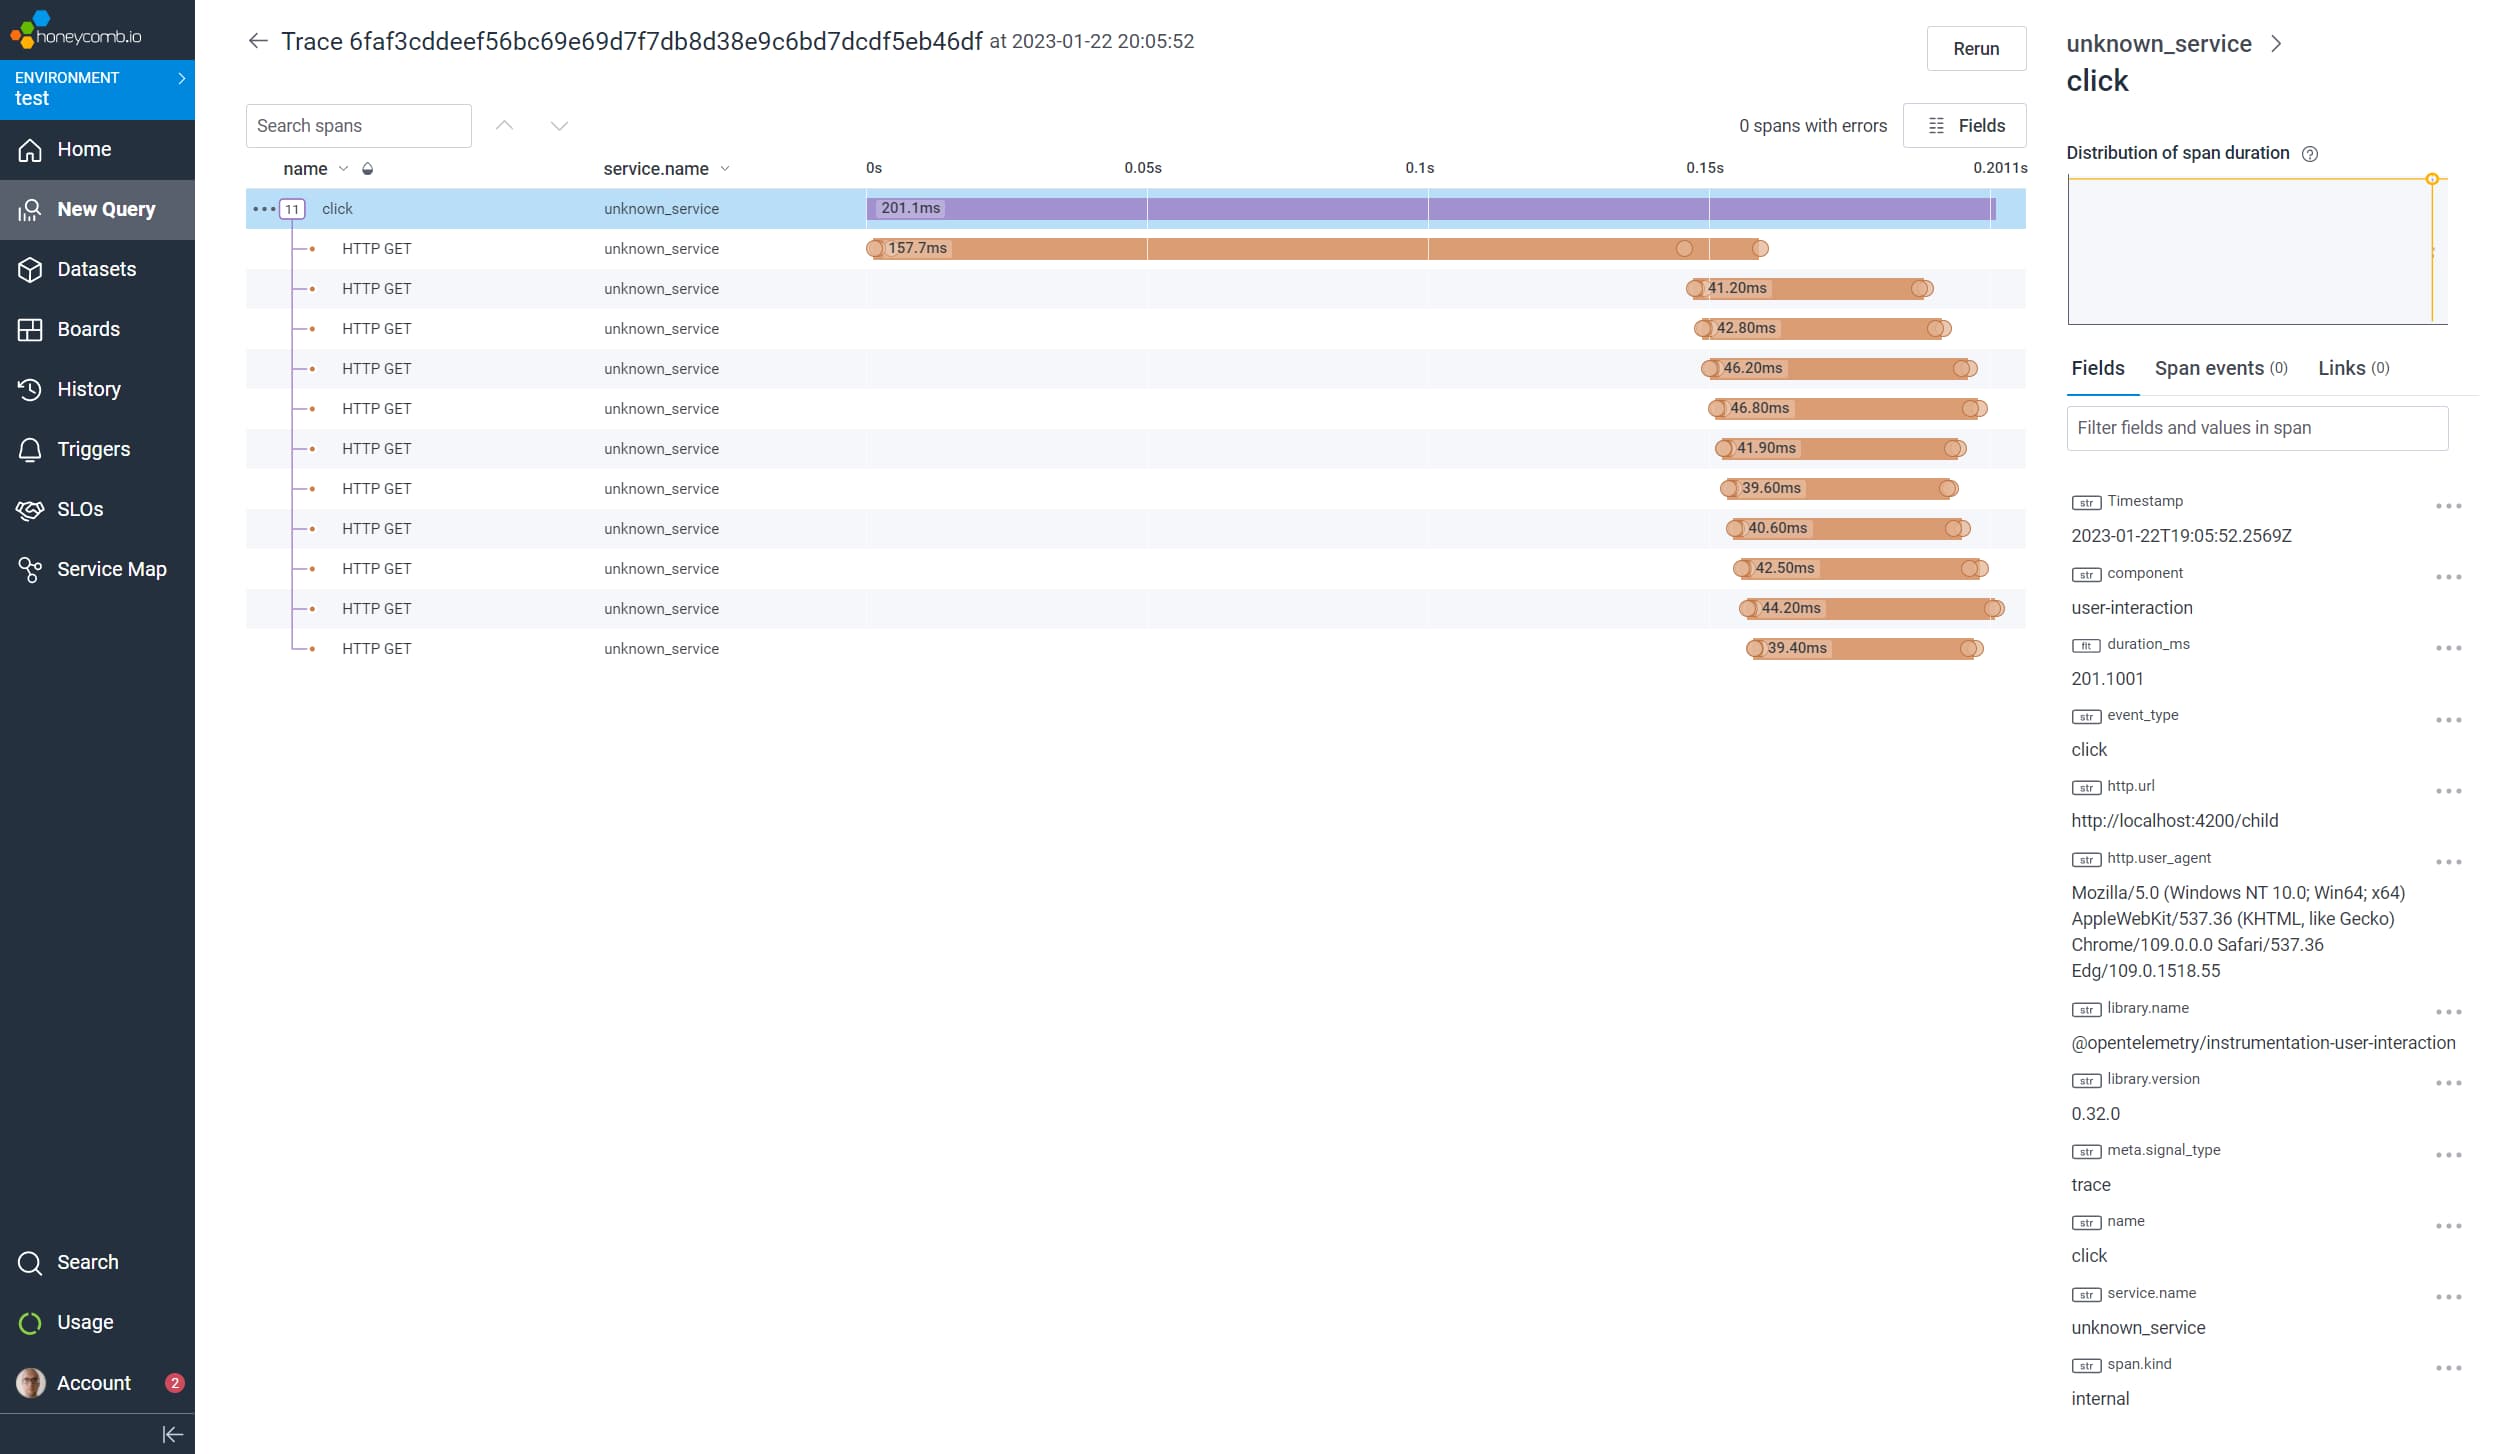 honeycomb.io
ENVIRONMENT
test
Home
New Query
Datasets
Boards
History
Triggers
SLOs
Service Map
Search
Usage
Account 2
Trace 6faf3cddeef56bc69e69d7f7db8d38e9c6bd7dcdf5eb46df at 2023-01-22 20:05:52
Rerun
Search spans
0 spans with errors
Fields
name service.name 0s 0.05s 0.1s 0.15s 0.2011s
11 click unknown_service 201.1ms
HTTP GET unknown_service 157.7ms
HTTP GET unknown_service 41.20ms
HTTP GET unknown_service 42.80ms
HTTP GET unknown_service 46.20ms
HTTP GET unknown_service 46.80ms
HTTP GET unknown_service 41.90ms
HTTP GET unknown_service 39.60ms
HTTP GET unknown_service 40.60ms
HTTP GET unknown_service 42.50ms
HTTP GET unknown_service 44.20ms
HTTP GET unknown_service 39.40ms
unknown_service
click
Distribution of span duration
Fields Span events (0) Links (0)
Filter fields and values in span
str Timestamp
2023-01-22T19:05:52.2569Z
str component
user-interaction
flt duration_ms
201.1001
str event_type
click
str http.url
http://localhost:4200/child
str http.user_agent
Mozilla/5.0 (Windows NT 10.0; Win64; x64)
AppleWebKit/537.36 (KHTML, like Gecko)
Chrome/109.0.0.0 Safari/537.36
Edg/109.0.1518.55
str library.name
@opentelemetry/instrumentation-user-interaction
str library.version
0.32.0
str meta.signal_type
trace
str name
click
str service.name
unknown_service
str span.kind
internal